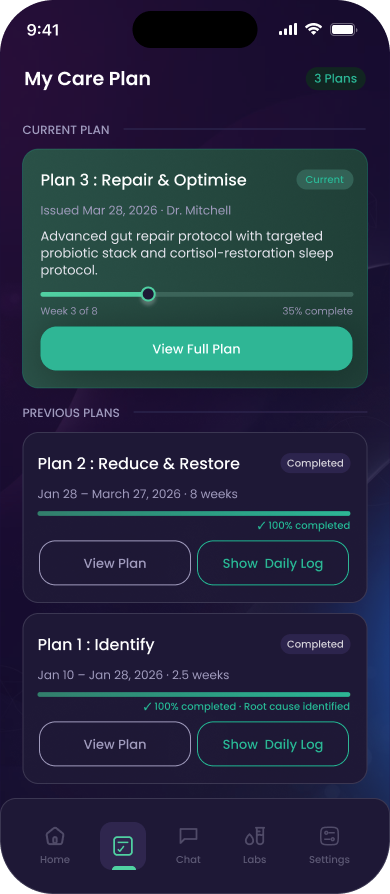 9:41
My Care Plan
3 Plans
CURRENT PLAN
Plan 3 : Repair & Optimise
Current
Issued Mar 28, 2026 · Dr. Mitchell
Advanced gut repair protocol with targeted
probiotic stack and cortisol-restoration sleep
protocol.
Week 3 of 8
35% complete
View Full Plan
PREVIOUS PLANS
Plan 2 : Reduce & Restore
Completed
Jan 28 – March 27, 2026 · 8 weeks
✓ 100% completed
View Plan
Show Daily Log
Plan 1 : Identify
Completed
Jan 10 – Jan 28, 2026 · 2.5 weeks
✓ 100% completed · Root cause identified
View Plan
Show Daily Log
Home
Chat
Labs
Settings